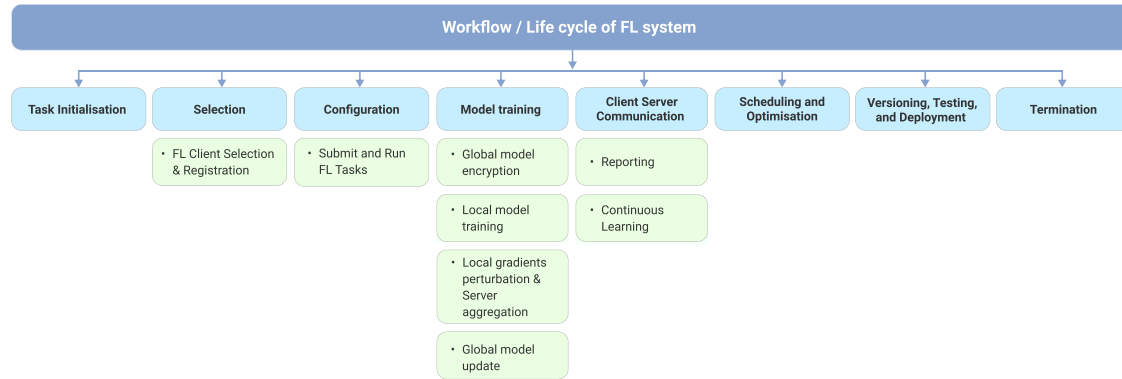 Workflow / Life cycle of FL system
Task Initialisation
Selection
Configuration
Model training
Client Server
Communication
Scheduling and
Optimisation
Versioning, Testing,
and Deployment
Termination
• FL Client Selection
& Registration
• Submit and Run
FL Tasks
• Global model
encryption
• Local model
training
• Local gradients
perturbation &
Server
aggregation
• Global model
update
• Reporting
• Continuous
Learning